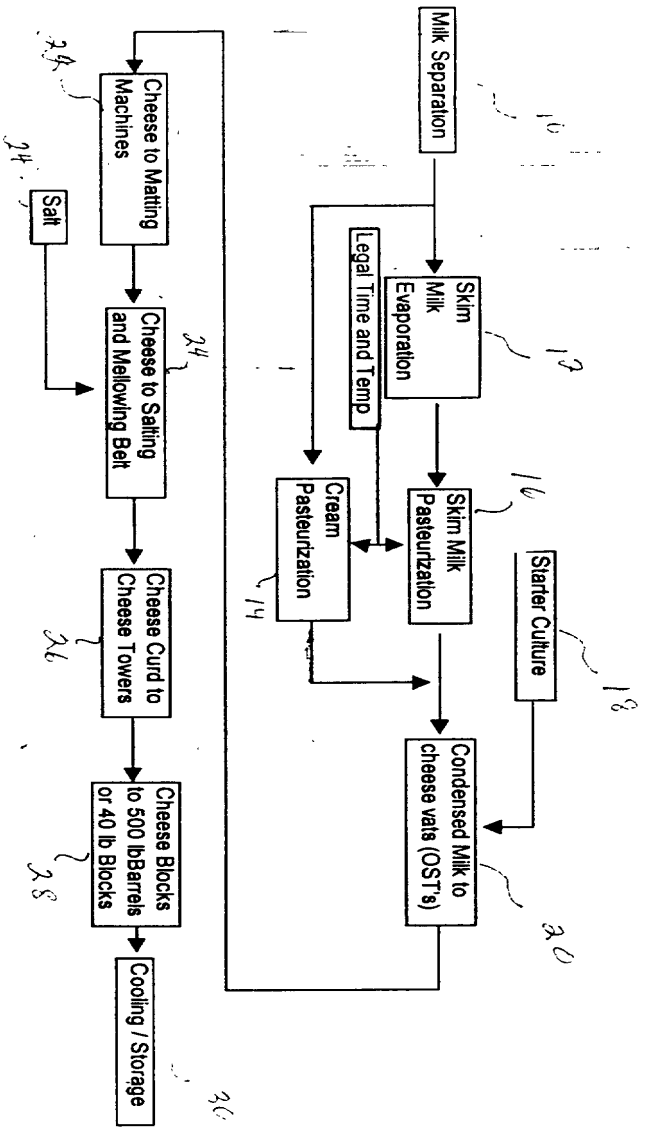 Milk Separation
10
Skim
Milk
Evaporation
12
Legal Time and Temp
Skim Milk
Pasteurization
16
Cream
Pasteurization
14
Starter Culture
18
Condensed Milk to
cheese vats (OST's)
20
Cheese to Matting
Machines
Salt
24
Cheese to Salting
and Mellowing Belt
24
Cheese Curd to
Cheese Towers
26
Cheese Blocks
to 500 lbBarrels
or 40 lb Blocks
28
Cooling / Storage
30